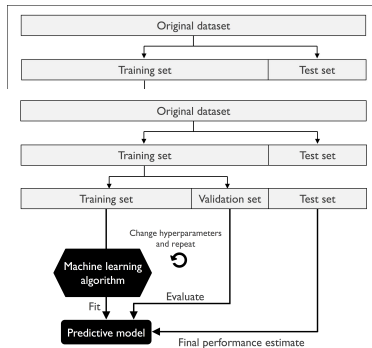 Original dataset
Training set Test set
Original dataset
Training set Test set
Training set Validation set Test set
Change hyperparameters
and repeat
Machine learning
algorithm
Evaluate
Fit
Predictive model
Final performance estimate